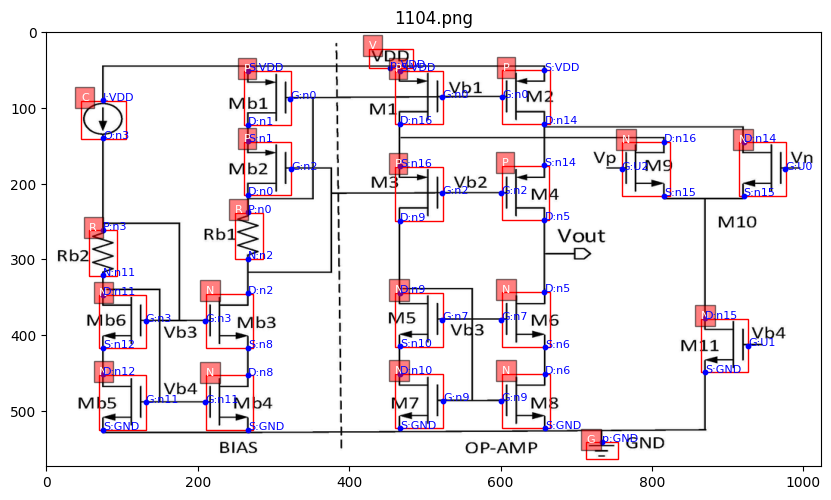 1104.png
V
VDD
p:VDD
C
I:VDD
O:n3
P
S:VDD
G:n0
D:n1
Mb1
P
S:n1
G:n2
D:n0
Mb2
R
P:n0
N:n2
Rb1
R
P:n3
N:n11
Rb2
N
D:n11
G:n3
S:n12
Mb6
Vb3
N
D:n2
G:n3
S:n8
Mb3
N
D:n12
G:n11
S:GND
Mb5
Vb4
N
D:n8
G:n11
S:GND
Mb4
BIAS
P
S:VDD
G:n0
D:n16
M1
Vb1
P
S:VDD
G:n0
D:n14
M2
P
S:n16
G:n2
D:n9
M3
Vb2
P
S:n14
G:n2
D:n5
M4
Vout
N
D:n9
G:n7
S:n10
M5
Vb3
N
D:n5
G:n7
S:n6
M6
N
D:n10
G:n9
S:GND
M7
N
D:n6
G:n9
S:GND
M8
OP-AMP
N
D:n16
Vp
G:U2
S:n15
M9
N
D:n14
Vn
G:U0
S:n15
M10
N
D:n15
G:U1
S:GND
M11
Vb4
G
p:GND
GND
0
100
200
300
400
500
0
200
400
600
800
1000